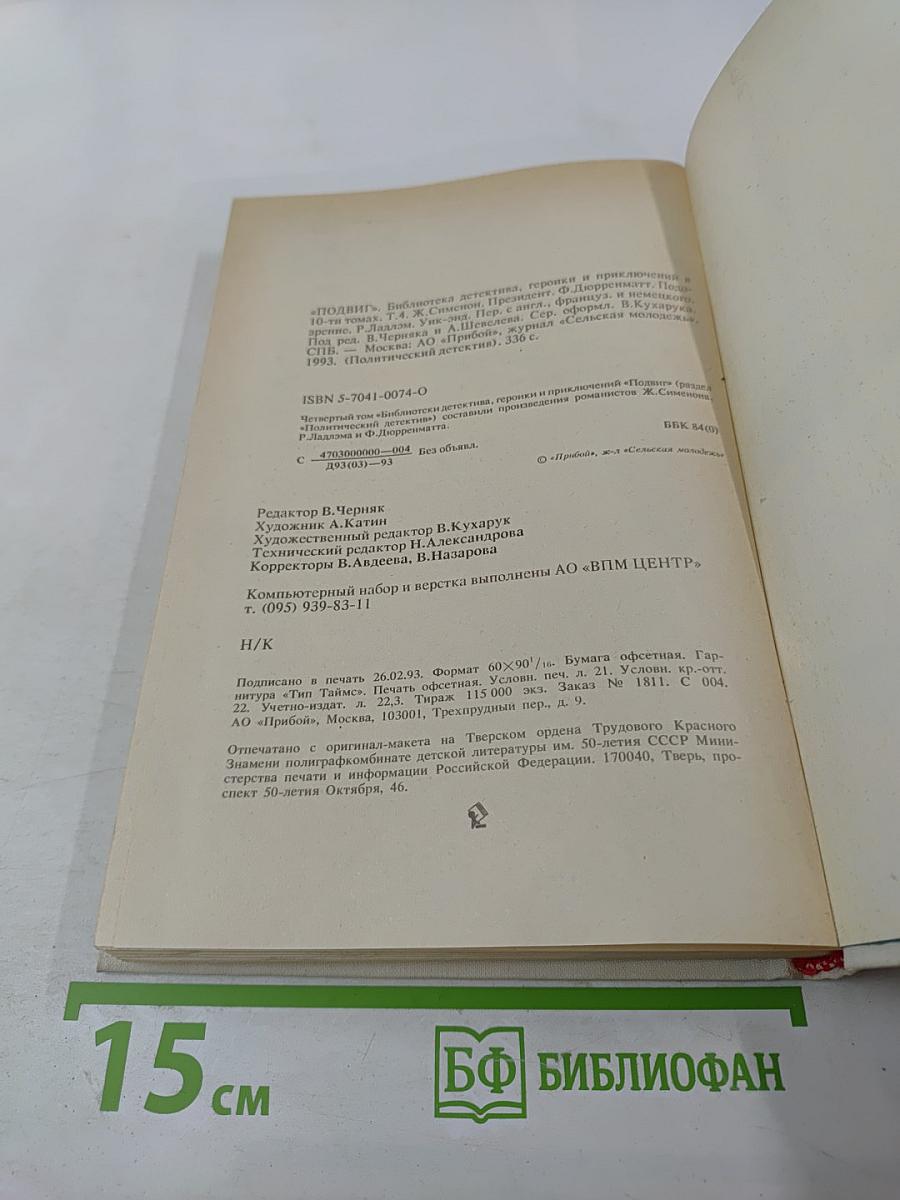 «ПОДВИГ». Библиотека детектива, героики и приключений в
10-ти томах. Т.4. Ж.Сименон. Президент. Ф.Дюрренматт. Подо-
зрение. Р.Ладлэм. Уик-энд. Пер. с англ., француз. и немецкого.
Под ред. В.Черняка и А.Шевелева. Сер. оформл. В.Кухарука.
СПБ. — Москва: АО «Прибой», журнал «Сельская молодежь».
1993. (Политический детектив). 336 с.
ISBN 5-7041-0074-О
Четвертый том «Библиотеки детектива, героики и приключений «Подвиг» (раздел
«Политический детектив») составили произведения романистов Ж.Сименона,
Р.Ладлэма и Ф.Дюрренматта.
ББК 84(0)
С 4703000000—004 Без объявл.
Д93(03)—93
© «Прибой», ж-л «Сельская молодежь»
Редактор В.Черняк
Художник А.Катин
Художественный редактор В.Кухарук
Технический редактор Н.Александрова
Корректоры В.Авдеева, В.Назарова
Компьютерный набор и верстка выполнены АО «ВПМ ЦЕНТР»
т. (095) 939-83-11
Н/К
Подписано в печать 26.02.93. Формат 60×90¹/₁₆. Бумага офсетная. Гар-
нитура «Тип Таймс». Печать офсетная. Условн. печ. л. 21. Условн. кр.-отт.
22. Учетно-издат. л. 22,3. Тираж 115 000 экз. Заказ № 1811. С 004.
АО «Прибой», Москва, 103001, Трехпрудный пер., д. 9.
Отпечатано с оригинал-макета на Тверском ордена Трудового Красного
Знамени полиграфкомбинате детской литературы им. 50-летия СССР Мини-
стерства печати и информации Российской Федерации. 170040, Тверь, про-
спект 50-летия Октября, 46.
15 см
БФ БИБЛИОФАН